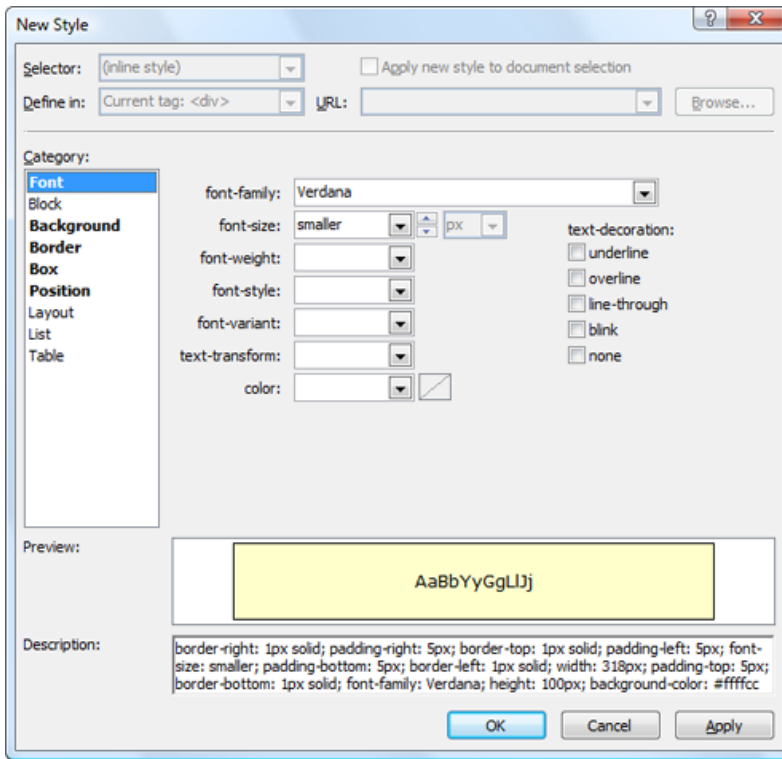 New Style
Selector: (inline style) Apply new style to document selection
Define in: Current tag: <div> URL: Browse...
Category:
Font
Block
Background
Border
Box
Position
Layout
List
Table
font-family: Verdana
font-size: smaller px
font-weight:
font-style:
font-variant:
text-transform:
color:
text-decoration:
underline
overline
line-through
blink
none
Preview:
AaBbYyGgLlJj
Description:
border-right: 1px solid; padding-right: 5px; border-top: 1px solid; padding-left: 5px; font-
size: smaller; padding-bottom: 5px; border-left: 1px solid; width: 318px; padding-top: 5px;
border-bottom: 1px solid; font-family: Verdana; height: 100px; background-color: #ffffcc
OK Cancel Apply